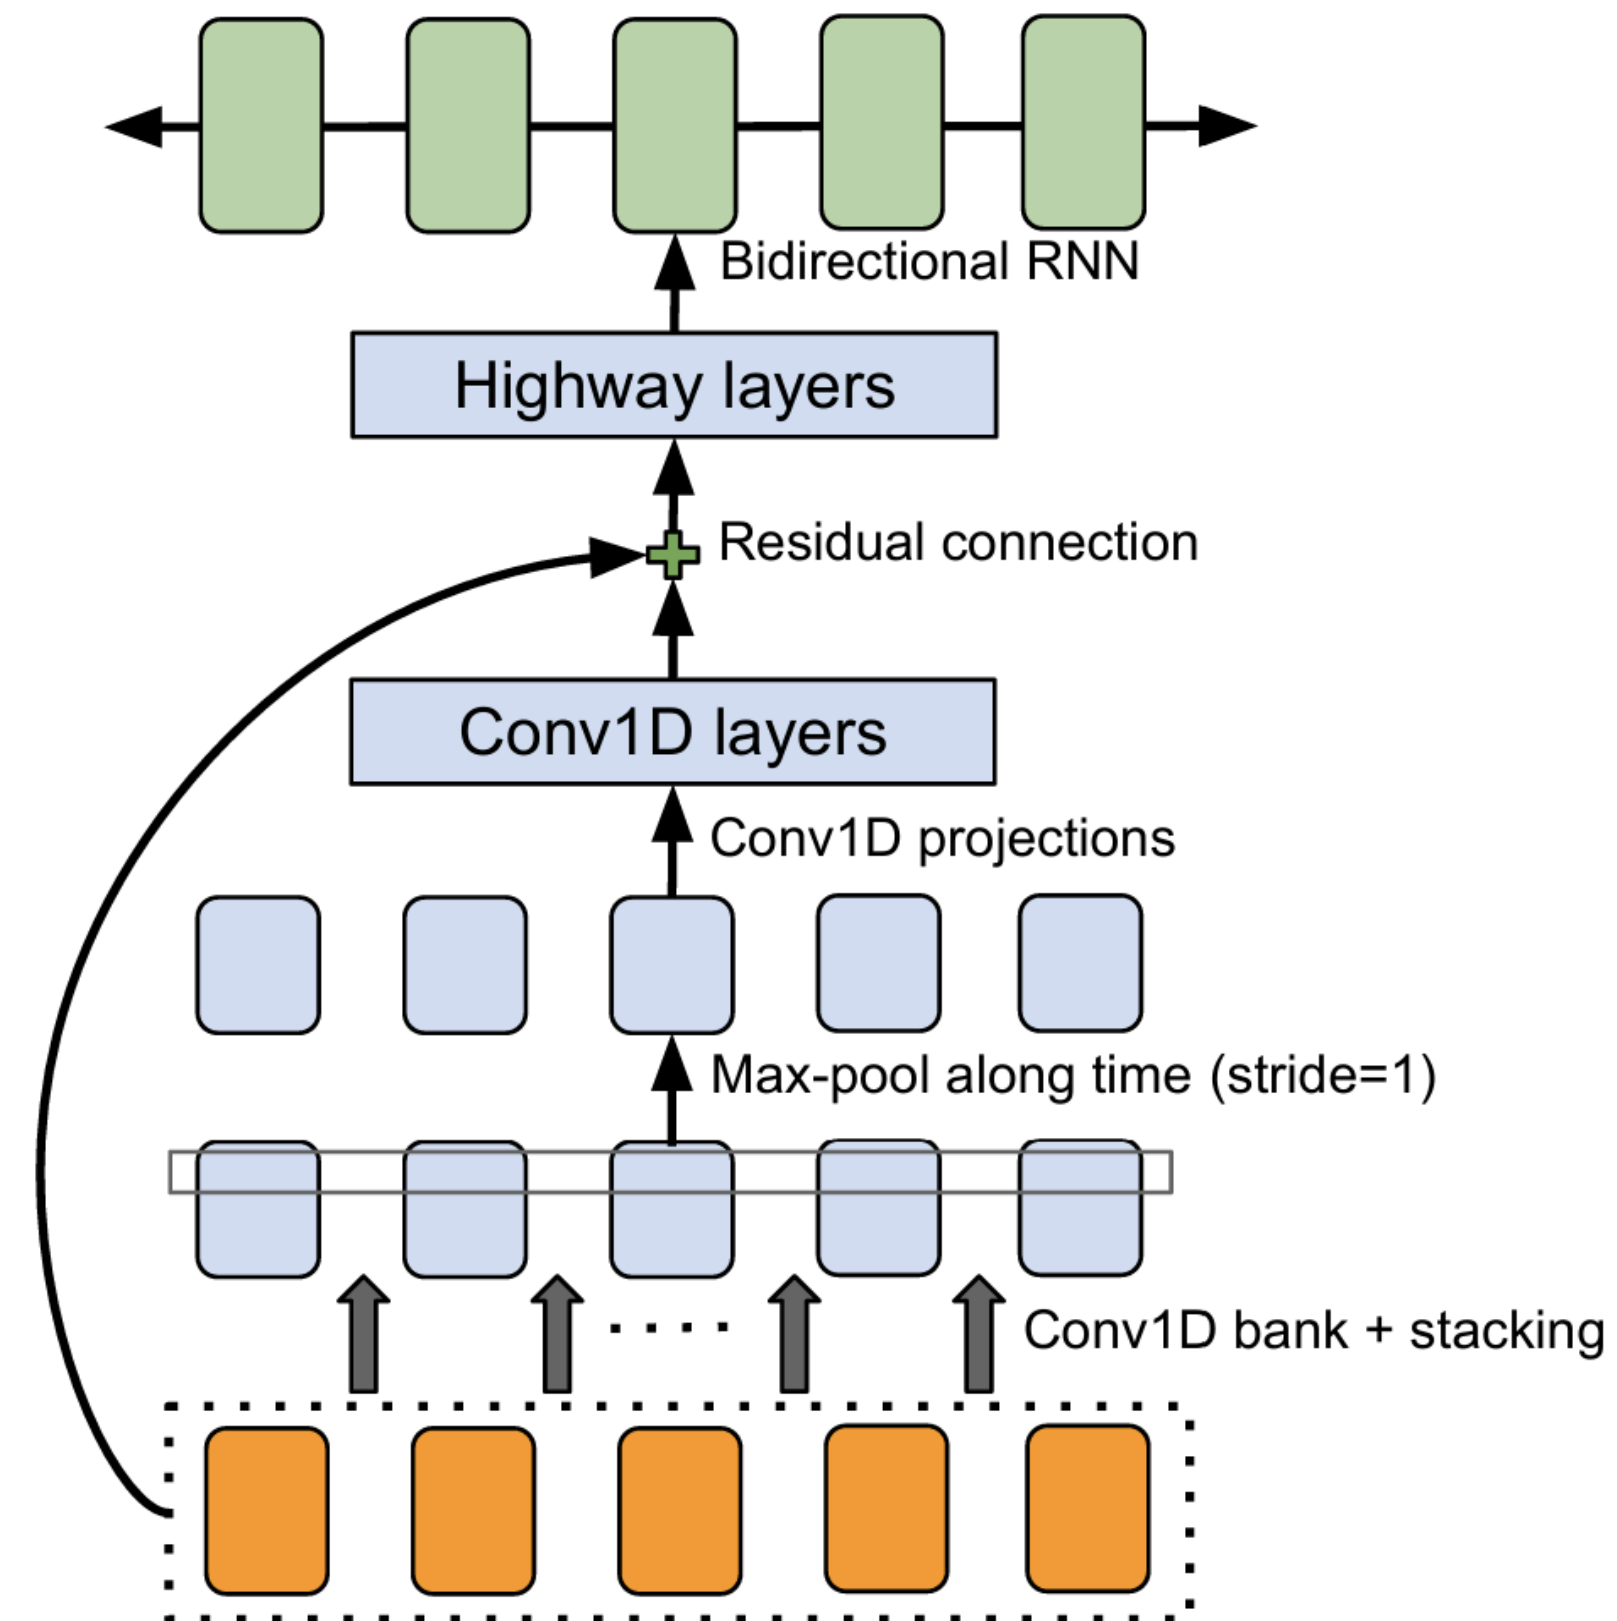 Bidirectional RNN
Highway layers
Residual connection
Conv1D layers
Conv1D projections
Max-pool along time (stride=1)
Conv1D bank + stacking